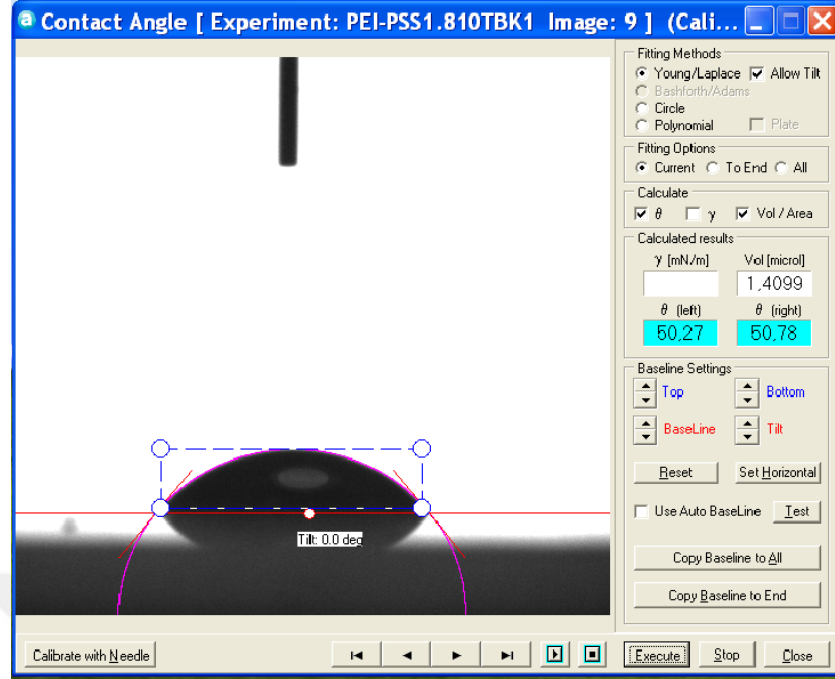 Contact Angle [ Experiment: PEI-PSS1.810TBK1 Image: 9 ] (Cali...
Fitting Methods
Young/Laplace Allow Tilt
Bashforth/Adams
Circle
Polynomial Plate
Fitting Options
Current To End All
Calculate
θ γ Vol / Area
Calculated results
γ [mN/m] Vol [microl]
1,4099
θ (left) θ (right)
50,27 50,78
Baseline Settings
Top Bottom
BaseLine Tilt
Reset Set Horizontal
Use Auto BaseLine Test
Tilt: 0.0 deg
Copy Baseline to All
Copy Baseline to End
Calibrate with Needle Execute Stop Close